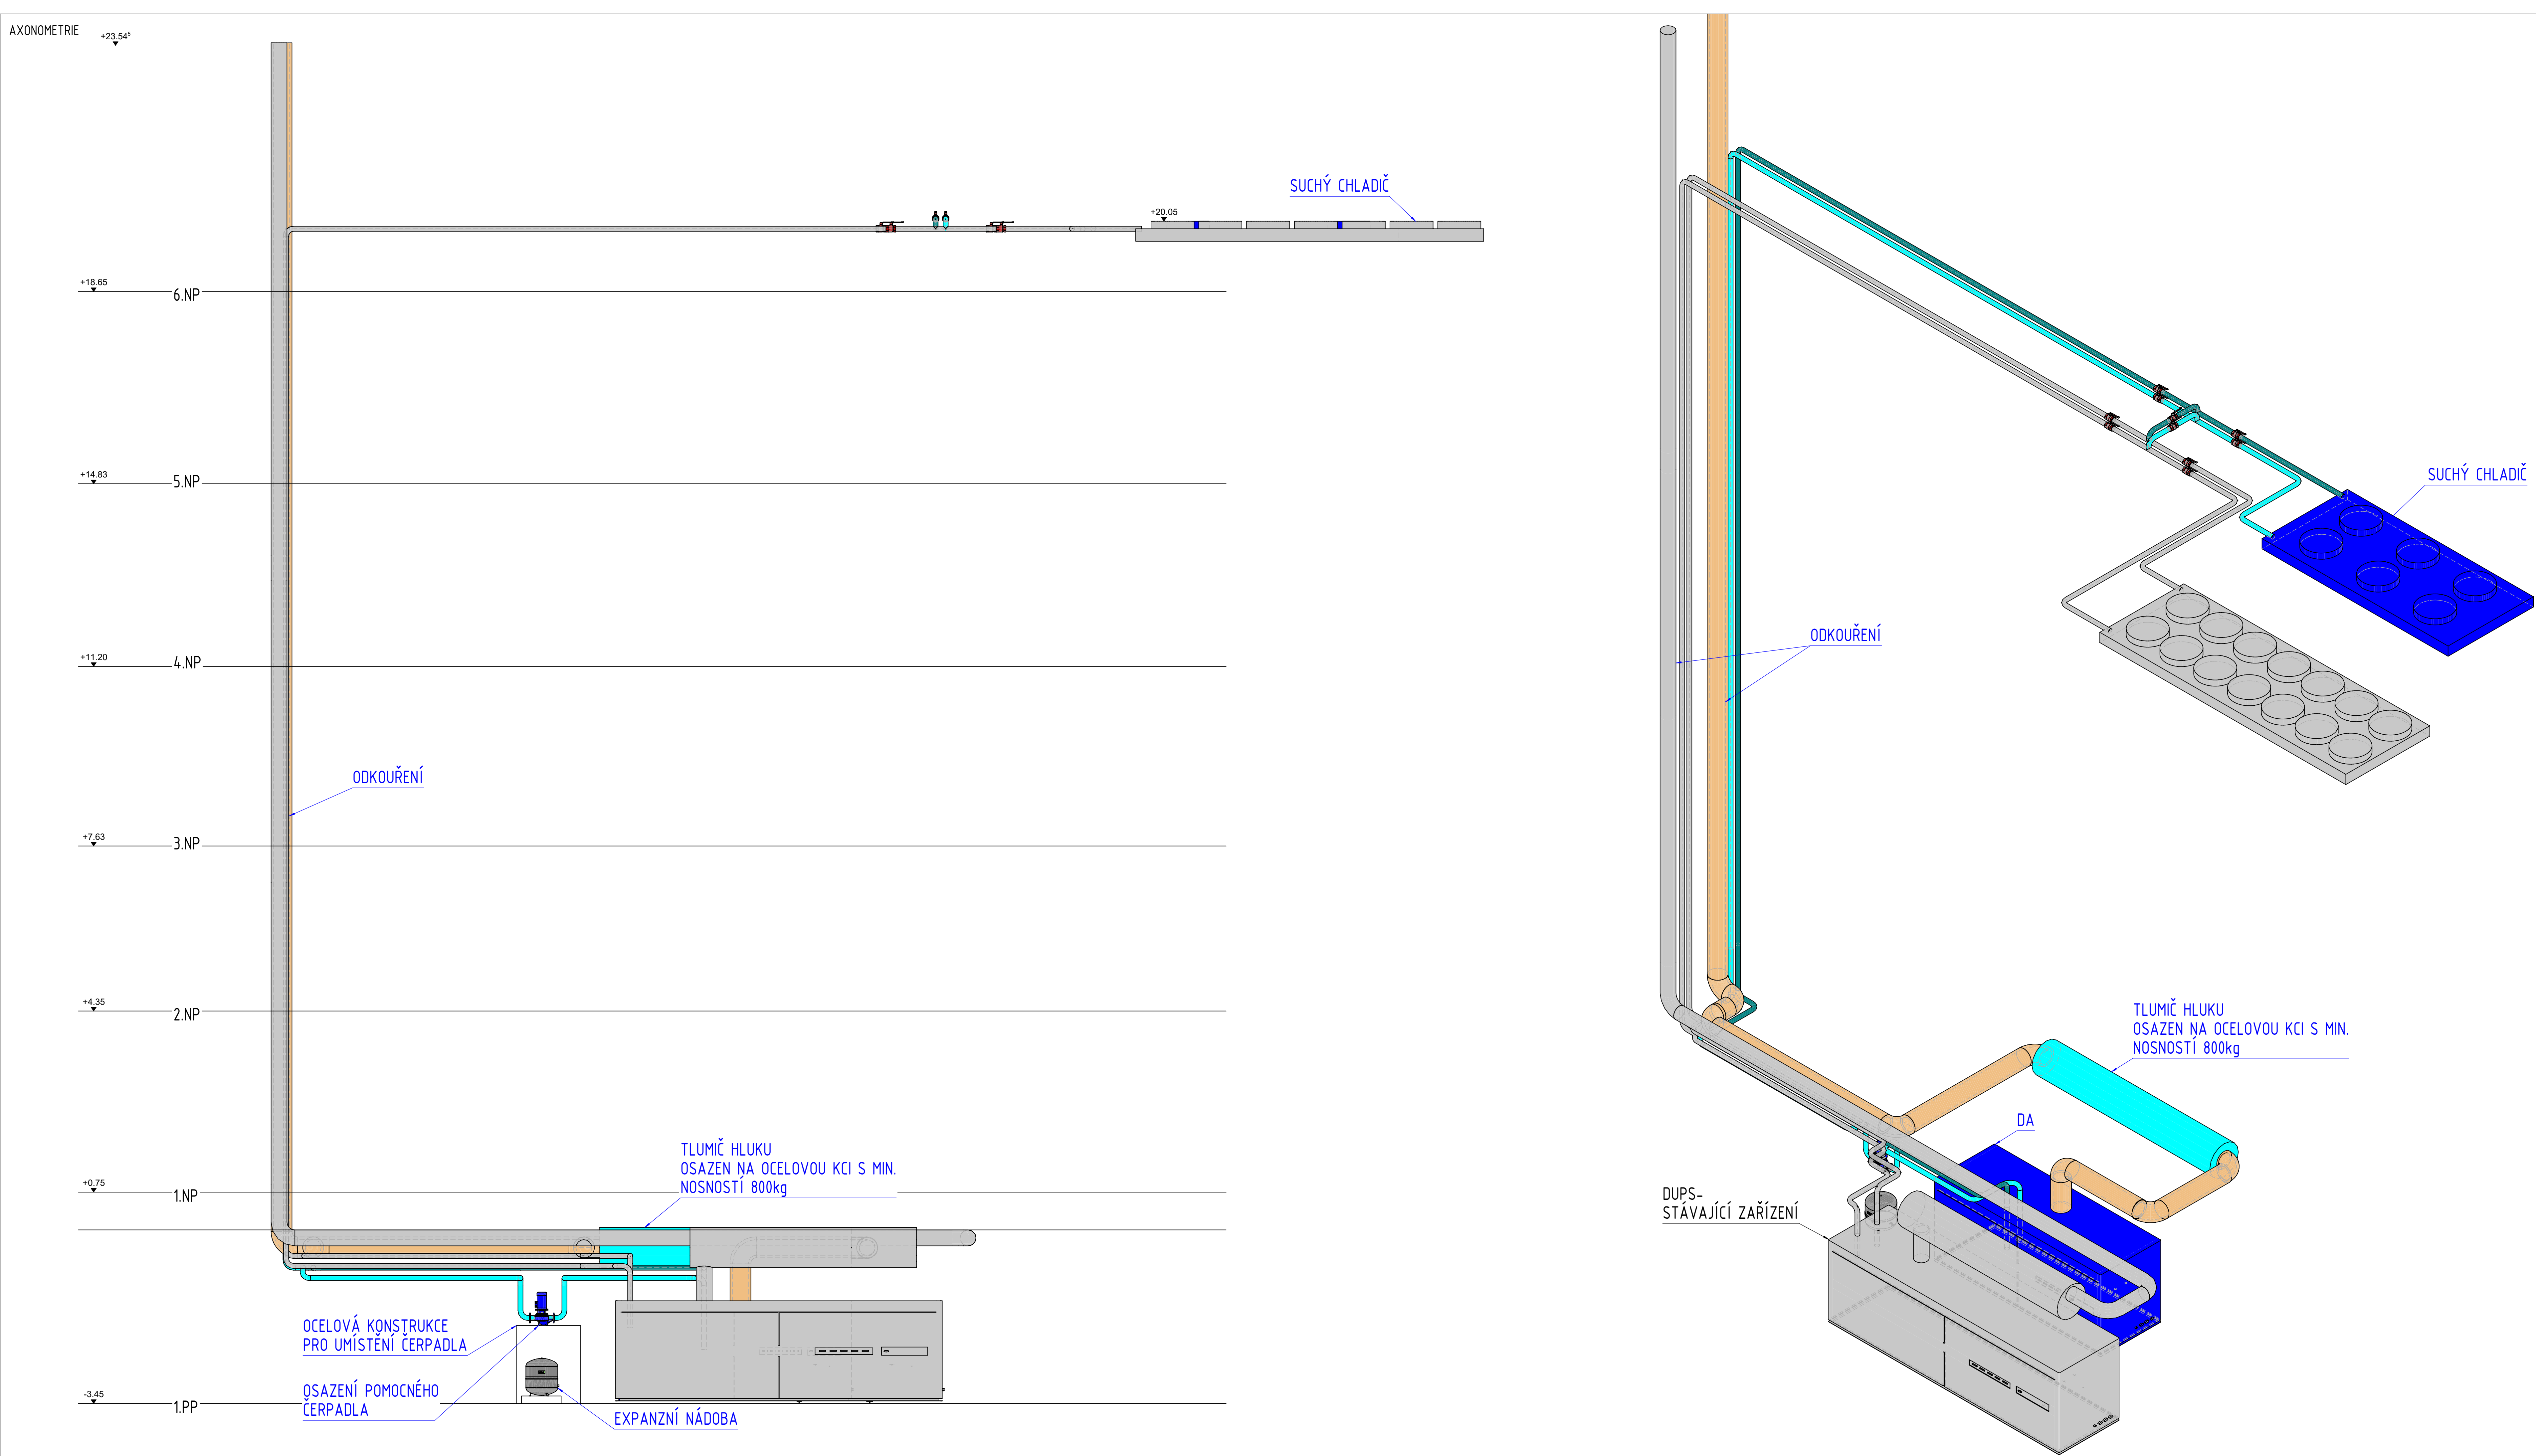 AXONOMETRIE
+23.54⁵
SUCHÝ CHLADIČ
+20.05
+18.65
6.NP
+14.83
5.NP
+11.20
4.NP
ODKOUŘENÍ
+7.63
3.NP
+4.35
2.NP
TLUMIČ HLUKU
OSAZEN NA OCELOVOU KCI S MIN.
NOSNOSTÍ 800kg
+0.75
1.NP
OCELOVÁ KONSTRUKCE
PRO UMÍSTĚNÍ ČERPADLA
OSAZENÍ POMOCNÉHO
ČERPADLA
EXPANZNÍ NÁDOBA
-3.45
1.PP
SUCHÝ CHLADIČ
ODKOUŘENÍ
TLUMIČ HLUKU
OSAZEN NA OCELOVOU KCI S MIN.
NOSNOSTÍ 800kg
DA
DUPS-
STÁVAJÍCÍ ZAŘÍZENÍ